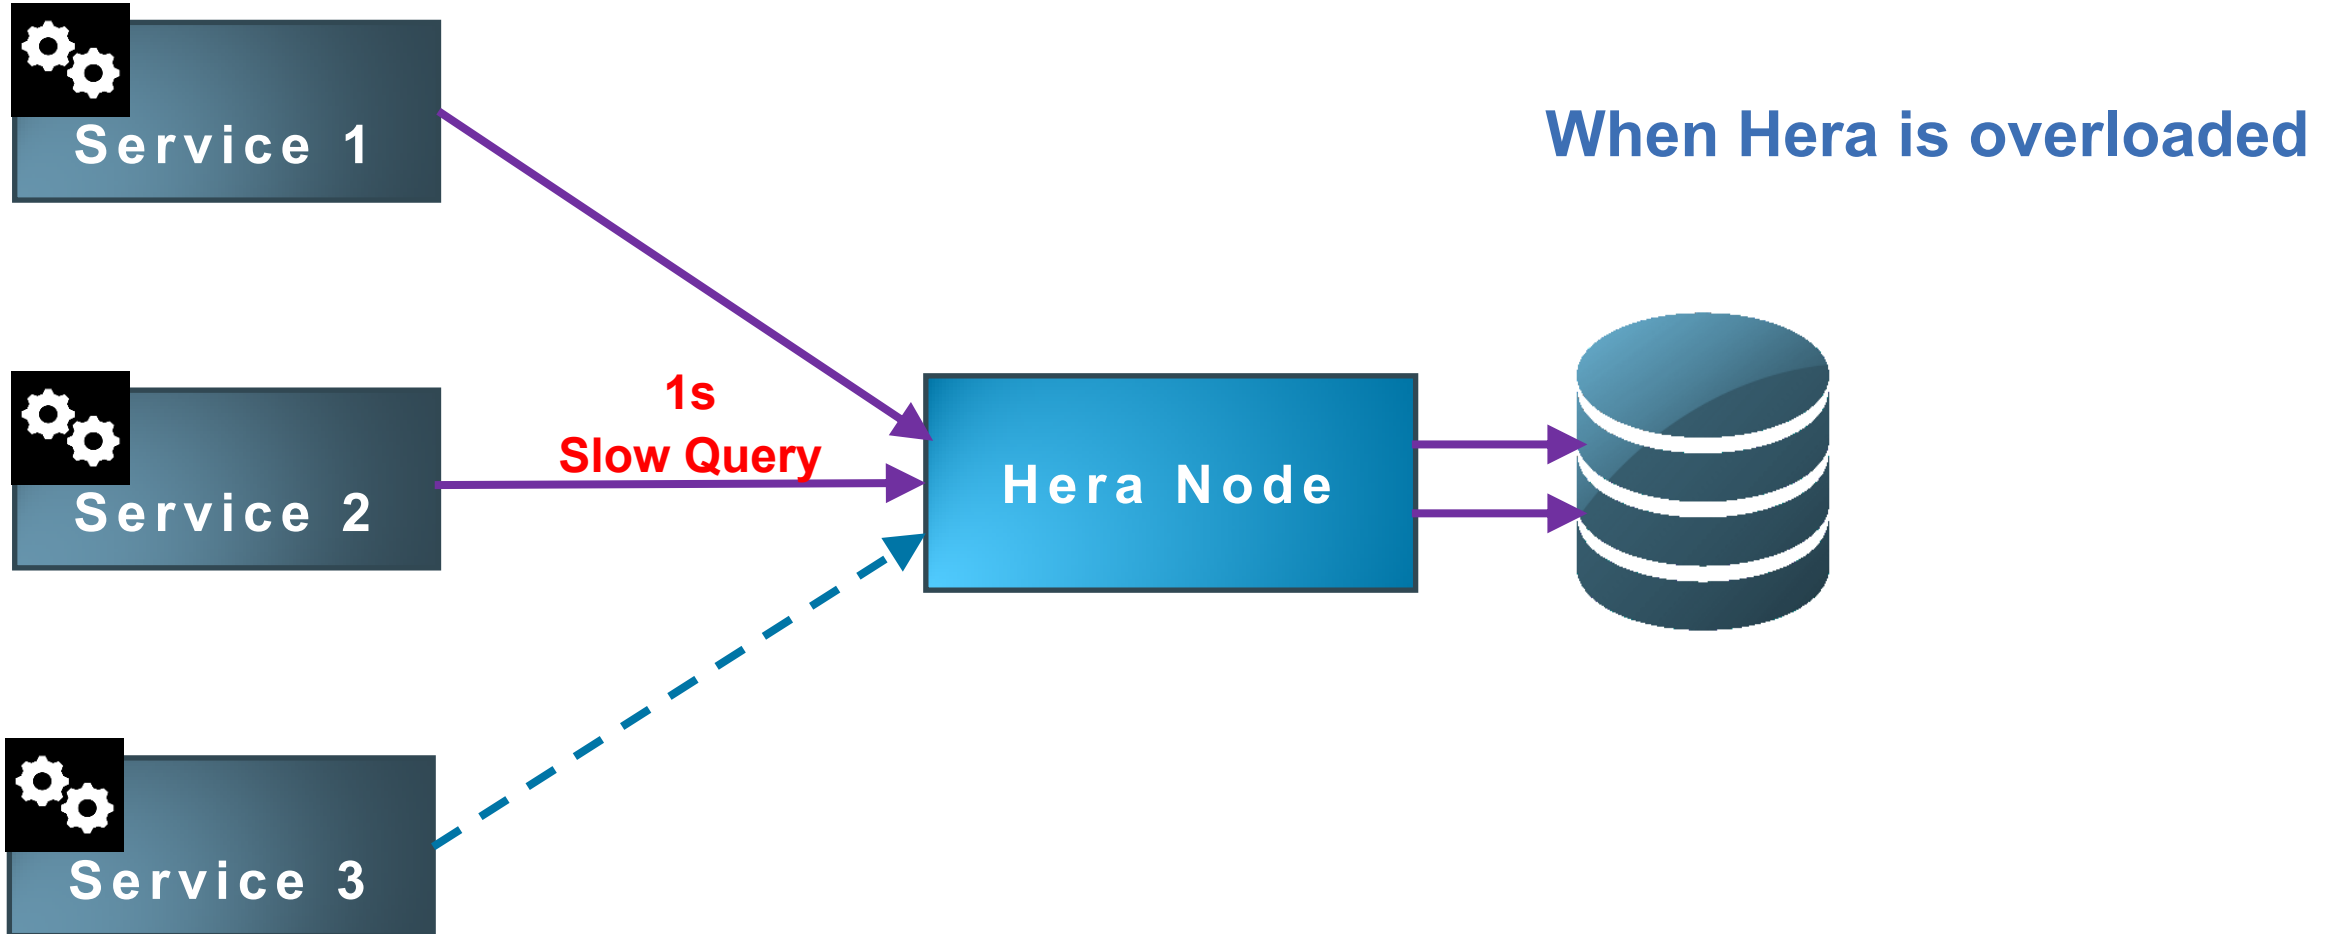 Service 1
When Hera is overloaded
1s
Slow Query
Service 2
Hera Node
Service 3